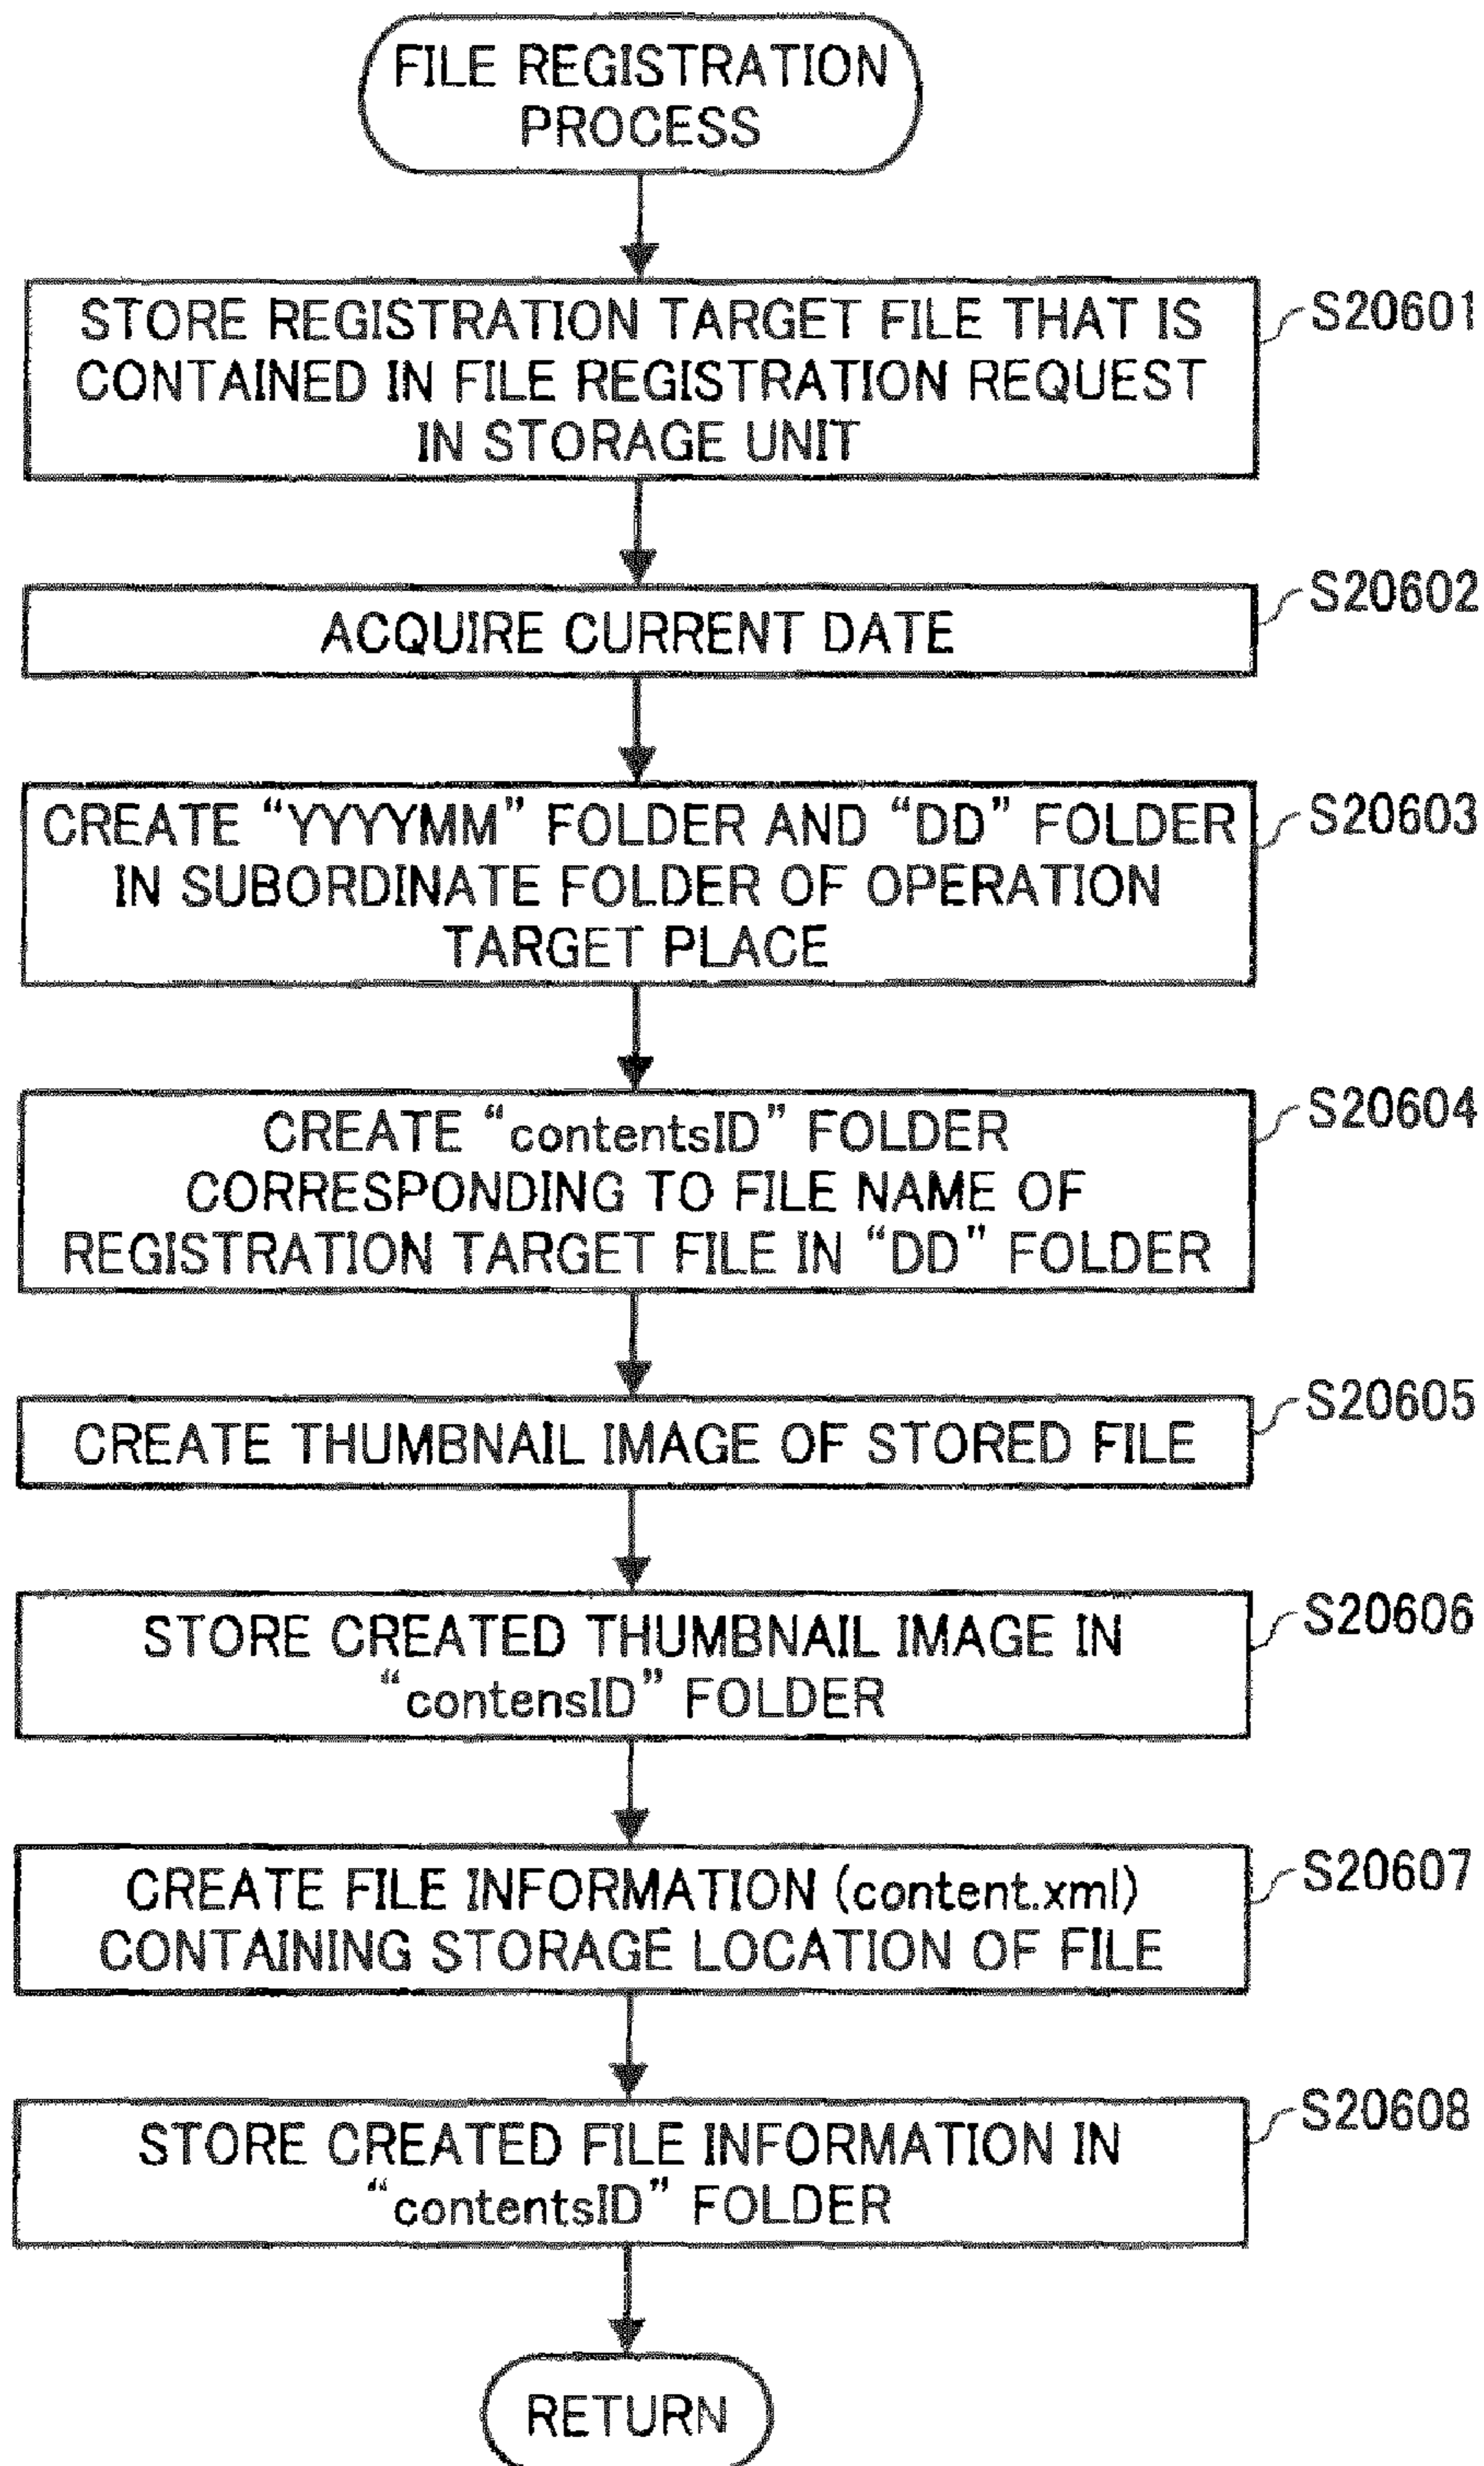 FILE REGISTRATION
PROCESS
STORE REGISTRATION TARGET FILE THAT IS
CONTAINED IN FILE REGISTRATION REQUEST
IN STORAGE UNIT
S20601
ACQUIRE CURRENT DATE
S20602
CREATE “YYYYMM” FOLDER AND “DD” FOLDER
IN SUBORDINATE FOLDER OF OPERATION
TARGET PLACE
S20603
CREATE “contentsID” FOLDER
CORRESPONDING TO FILE NAME OF
REGISTRATION TARGET FILE IN “DD” FOLDER
S20604
CREATE THUMBNAIL IMAGE OF STORED FILE
S20605
STORE CREATED THUMBNAIL IMAGE IN
“contensID” FOLDER
S20606
CREATE FILE INFORMATION (content.xml)
CONTAINING STORAGE LOCATION OF FILE
S20607
STORE CREATED FILE INFORMATION IN
“contentsID” FOLDER
S20608
RETURN